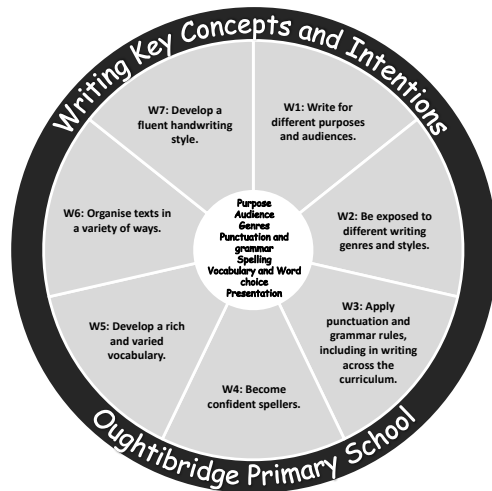 Writing Key Concepts and Intentions
W1: Write for
different purposes
and audiences.
W2: Be exposed to
different writing
genres and styles.
W3: Apply
punctuation and
grammar rules,
including in writing
across the
curriculum.
W4: Become
confident spellers.
W5: Develop a rich
and varied
vocabulary.
W6: Organise texts in
a variety of ways.
W7: Develop a
fluent handwriting
style.
Purpose
Audience
Genres
Punctuation and
grammar
Spelling
Vocabulary and Word
choice
Presentation
Oughtibridge Primary School